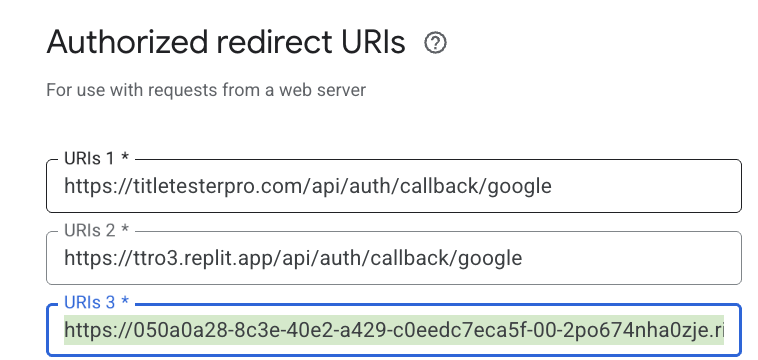 Authorized redirect URIs
For use with requests from a web server
URIs 1 *
https://titletesterpro.com/api/auth/callback/google
URIs 2 *
https://ttro3.replit.app/api/auth/callback/google
URIs 3 *
https://050a0a28-8c3e-40e2-a429-c0eedc7eca5f-00-2po674nha0zje.ri